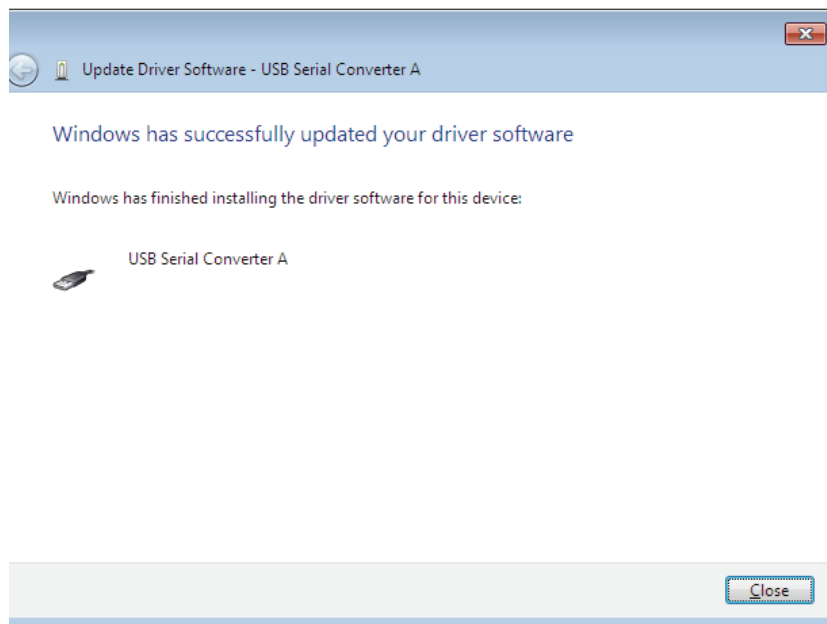 Update Driver Software - USB Serial Converter A
Windows has successfully updated your driver software
Windows has finished installing the driver software for this device:
USB Serial Converter A
Close